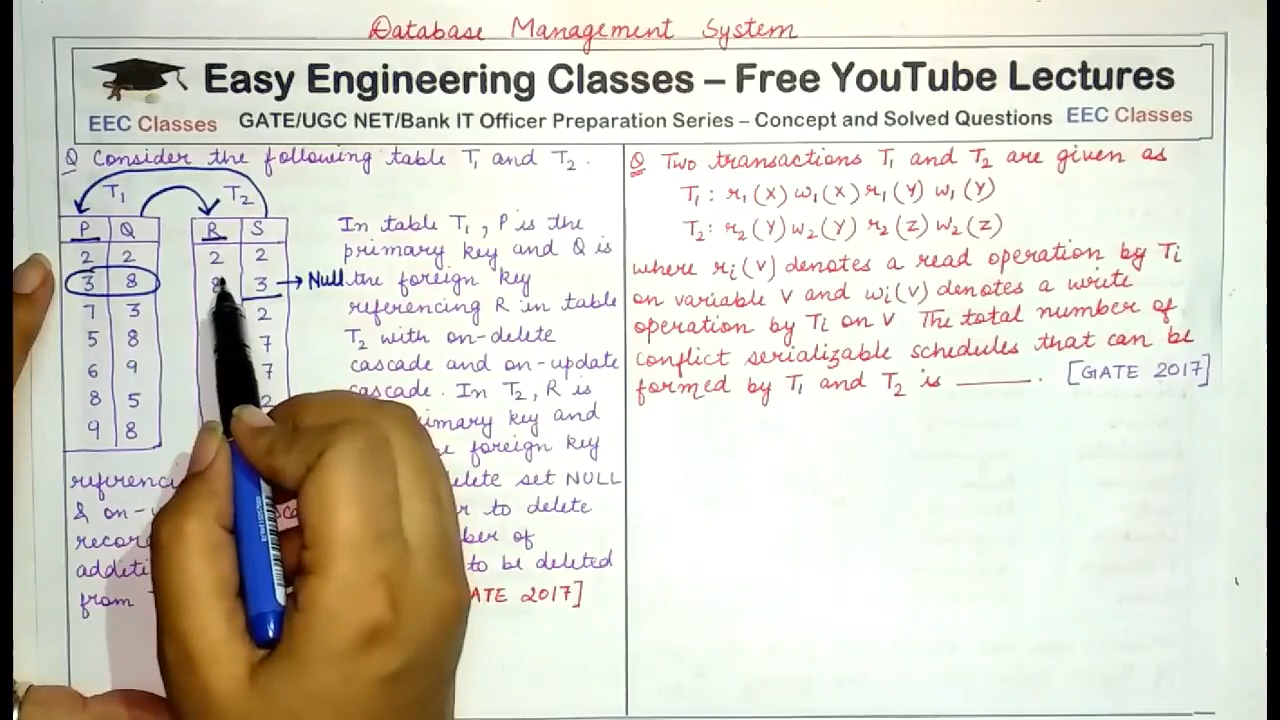 Database Management System
Easy Engineering Classes – Free YouTube Lectures
EEC Classes GATE/UGC NET/Bank IT Officer Preparation Series – Concept and Solved Questions EEC Classes
Q Consider the following table T1 and T2.
T1 T2
P Q R S
2 2 2 2
3 8 8 3 → Null
7 3 2
5 8 7
6 9 7
8 5 2
9 8
In table T1, P is the
primary key and Q is
the foreign key
referencing R in table
T2 with on-delete
cascade and on-update
cascade. In T2, R is
key and
foreign key
delete set NULL
& on-
to delete
of
to be deleted
from
GATE 2017]
Q Two transactions T1 and T2 are given as
T1: r1(X) w1(X) r1(Y) w1(Y)
T2: r2(Y) w2(Y) r2(Z) w2(Z)
where ri(v) denotes a read operation by Ti
on variable v and wi(v) denotes a write
operation by Ti on v. The total number of
conflict serializable schedules that can be
formed by T1 and T2 is ______. [GATE 2017]